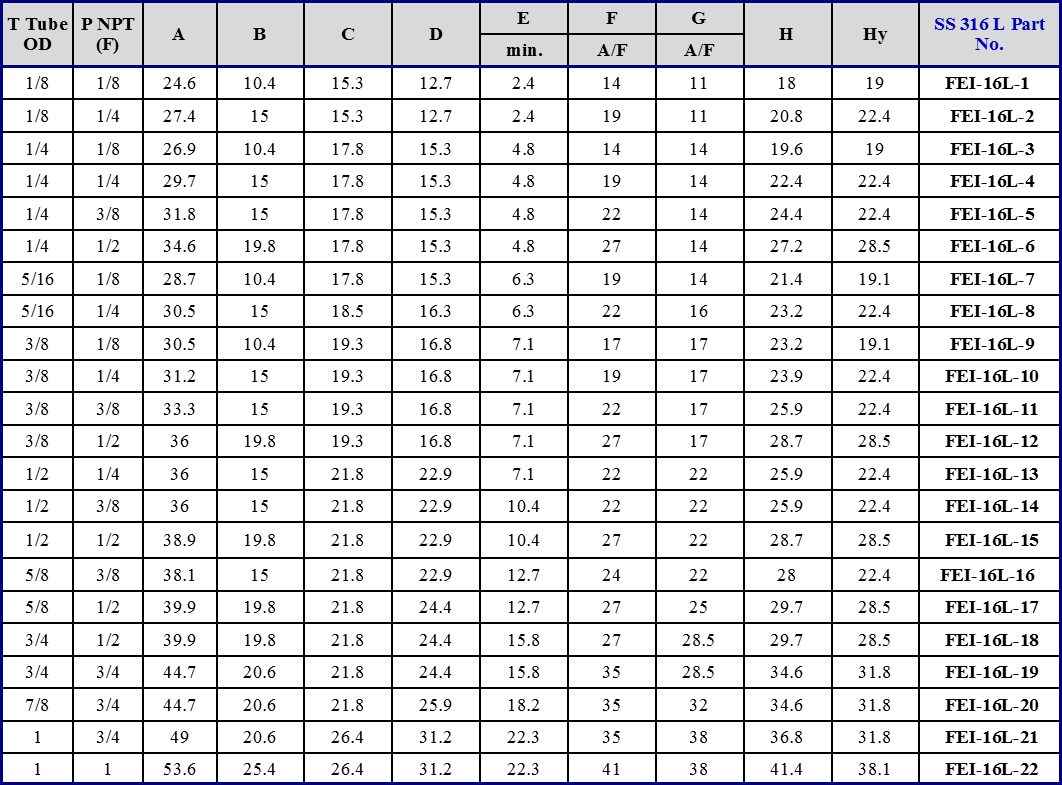 T Tube OD P NPT (F) A B C D E min. F A/F G A/F H Hy SS 316 L Part No.
1/8 1/8 24.6 10.4 15.3 12.7 2.4 14 11 18 19 FEI-16L-1
1/8 1/4 27.4 15 15.3 12.7 2.4 19 11 20.8 22.4 FEI-16L-2
1/4 1/8 26.9 10.4 17.8 15.3 4.8 14 14 19.6 19 FEI-16L-3
1/4 1/4 29.7 15 17.8 15.3 4.8 19 14 22.4 22.4 FEI-16L-4
1/4 3/8 31.8 15 17.8 15.3 4.8 22 14 24.4 22.4 FEI-16L-5
1/4 1/2 34.6 19.8 17.8 15.3 4.8 27 14 27.2 28.5 FEI-16L-6
5/16 1/8 28.7 10.4 17.8 15.3 6.3 19 14 21.4 19.1 FEI-16L-7
5/16 1/4 30.5 15 18.5 16.3 6.3 22 16 23.2 22.4 FEI-16L-8
3/8 1/8 30.5 10.4 19.3 16.8 7.1 17 17 23.2 19.1 FEI-16L-9
3/8 1/4 31.2 15 19.3 16.8 7.1 19 17 23.9 22.4 FEI-16L-10
3/8 3/8 33.3 15 19.3 16.8 7.1 22 17 25.9 22.4 FEI-16L-11
3/8 1/2 36 19.8 19.3 16.8 7.1 27 17 28.7 28.5 FEI-16L-12
1/2 1/4 36 15 21.8 22.9 7.1 22 22 25.9 22.4 FEI-16L-13
1/2 3/8 36 15 21.8 22.9 10.4 22 22 25.9 22.4 FEI-16L-14
1/2 1/2 38.9 19.8 21.8 22.9 10.4 27 22 28.7 28.5 FEI-16L-15
5/8 3/8 38.1 15 21.8 22.9 12.7 24 22 28 22.4 FEI-16L-16
5/8 1/2 39.9 19.8 21.8 24.4 12.7 27 25 29.7 28.5 FEI-16L-17
3/4 1/2 39.9 19.8 21.8 24.4 15.8 27 28.5 29.7 28.5 FEI-16L-18
3/4 3/4 44.7 20.6 21.8 24.4 15.8 35 28.5 34.6 31.8 FEI-16L-19
7/8 3/4 44.7 20.6 21.8 25.9 18.2 35 32 34.6 31.8 FEI-16L-20
1 3/4 49 20.6 26.4 31.2 22.3 35 38 36.8 31.8 FEI-16L-21
1 1 53.6 25.4 26.4 31.2 22.3 41 38 41.4 38.1 FEI-16L-22